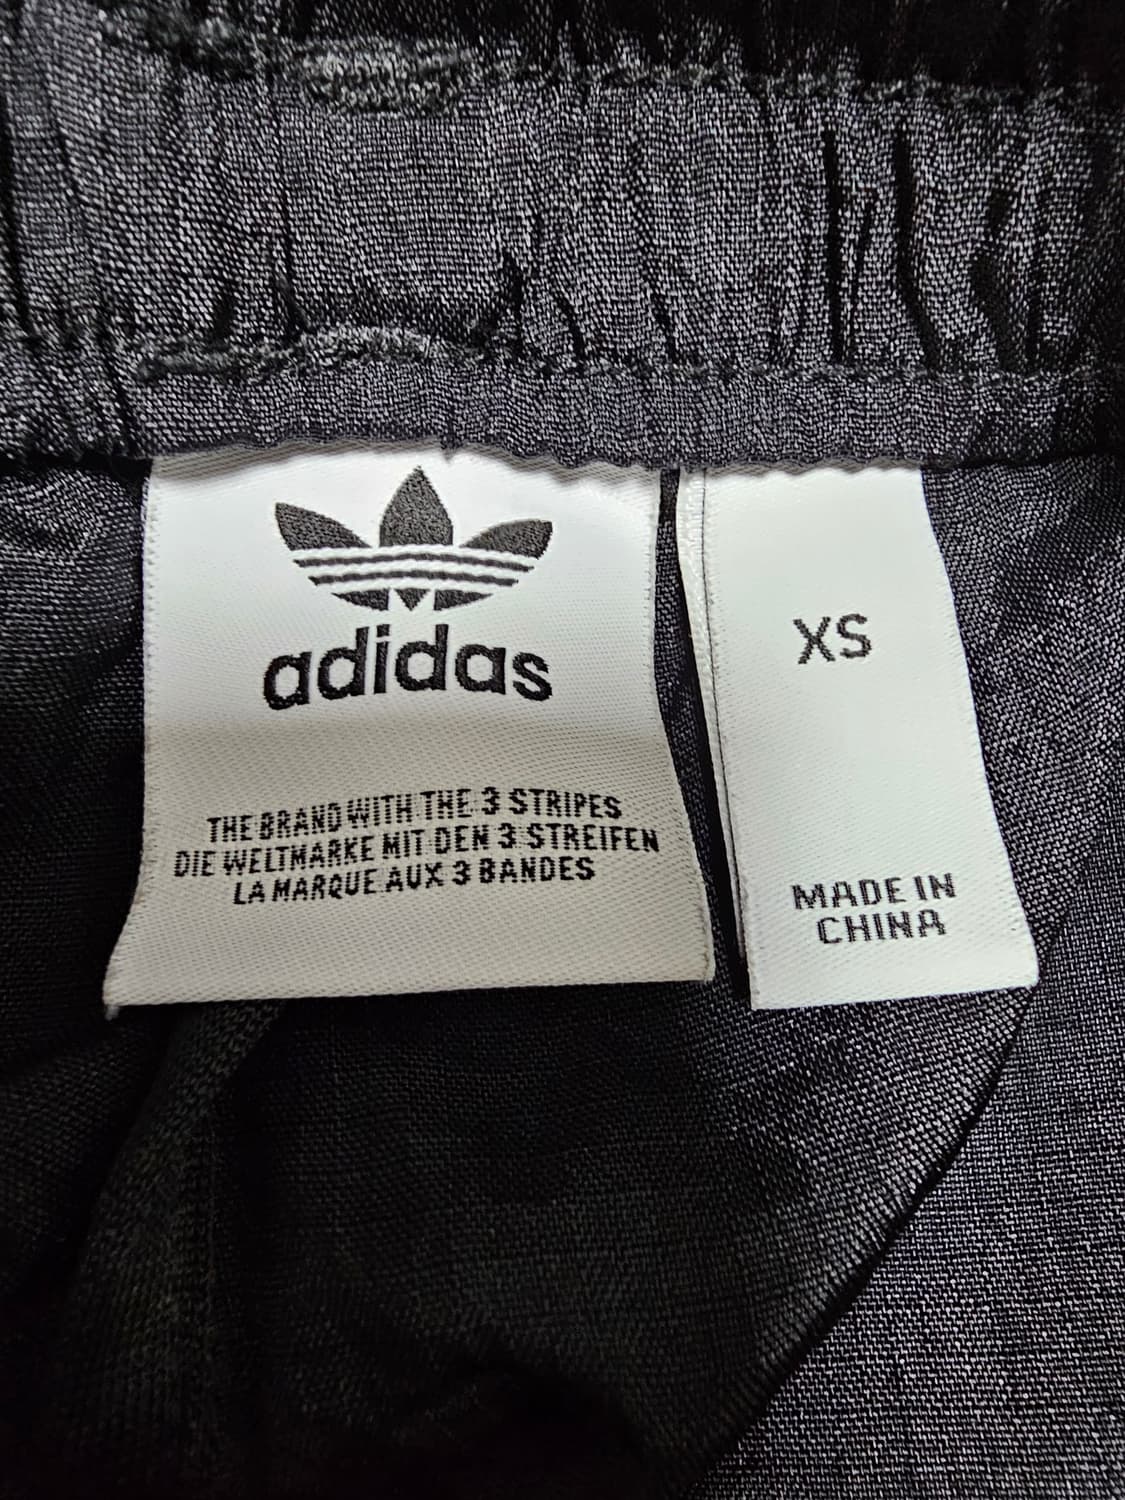 adidas
THE BRAND WITH THE 3 STRIPES
DIE WELTMARKE MIT DEN 3 STREIFEN
LA MARQUE AUX 3 BANDES
XS
MADE IN
CHINA